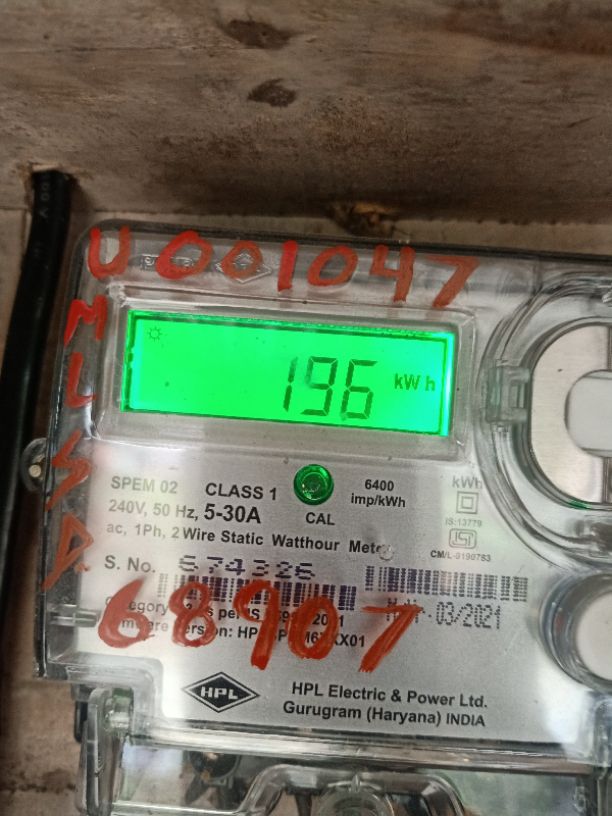 U001047
MLSD.
196 kWh
SPEM 02 CLASS 1
6400
imp/kWh
kWh
240V, 50 Hz, 5-30A
CAL
IS:13779
ac, 1Ph, 2 Wire Static Watthour Meter
S. No. 674326
03/2021
68907
HPL
HPL Electric & Power Ltd.
Gurugram (Haryana) INDIA